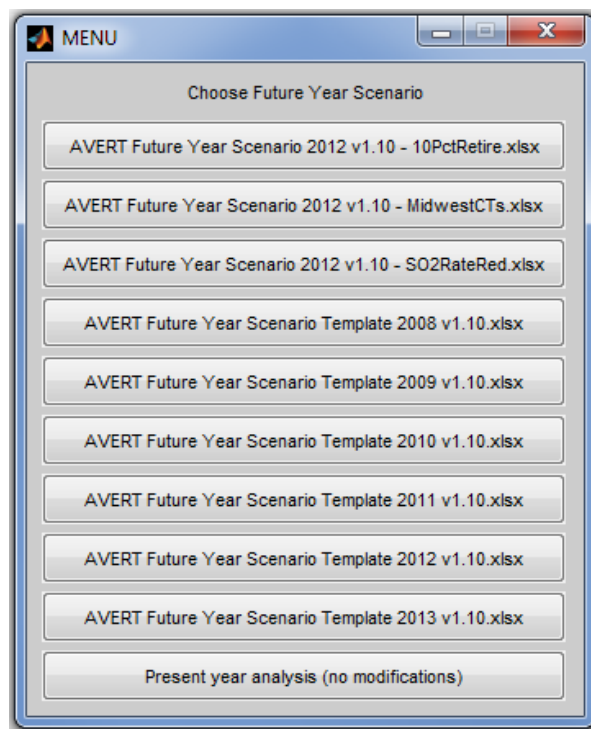 MENU
Choose Future Year Scenario
AVERT Future Year Scenario 2012 v1.10 - 10PctRetire.xlsx
AVERT Future Year Scenario 2012 v1.10 - MidwestCTs.xlsx
AVERT Future Year Scenario 2012 v1.10 - SO2RateRed.xlsx
AVERT Future Year Scenario Template 2008 v1.10.xlsx
AVERT Future Year Scenario Template 2009 v1.10.xlsx
AVERT Future Year Scenario Template 2010 v1.10.xlsx
AVERT Future Year Scenario Template 2011 v1.10.xlsx
AVERT Future Year Scenario Template 2012 v1.10.xlsx
AVERT Future Year Scenario Template 2013 v1.10.xlsx
Present year analysis (no modifications)